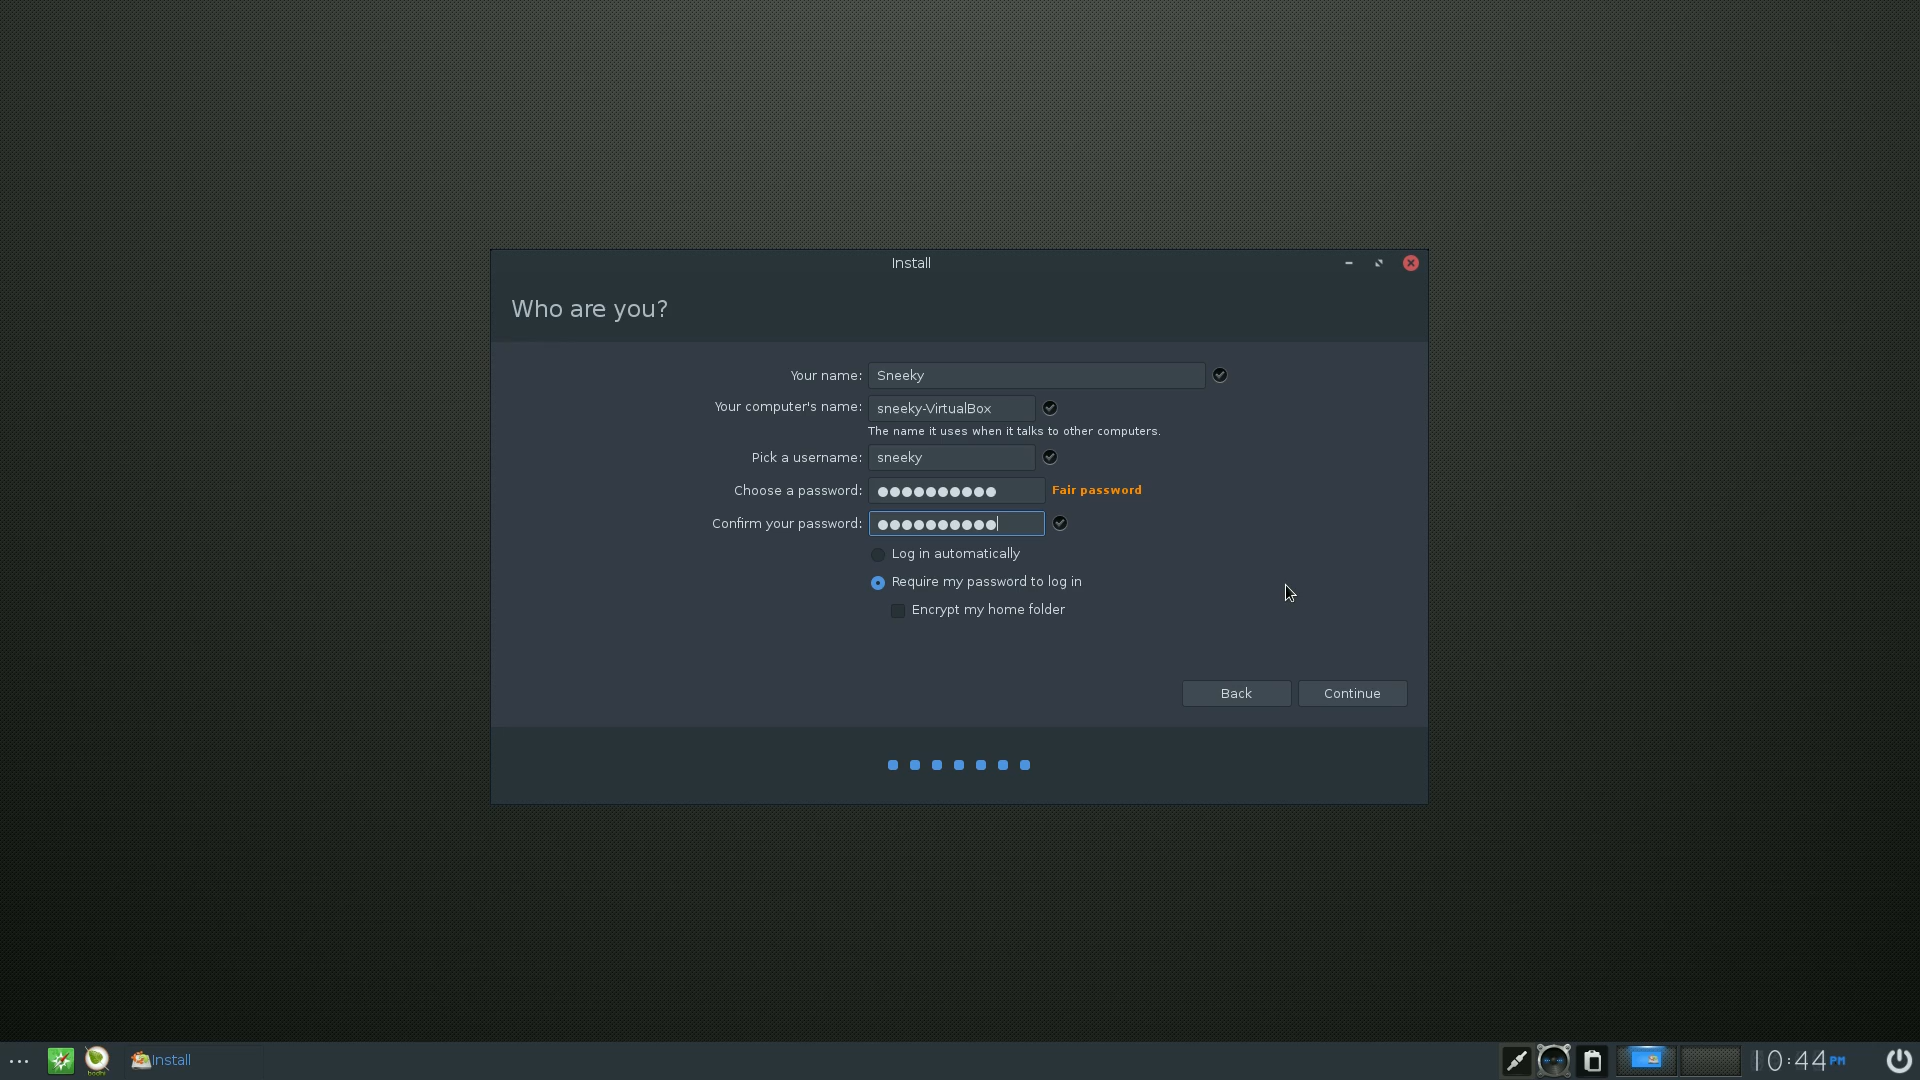 Install
Who are you?
Your name: Sneeky
Your computer's name: sneeky-VirtualBox
The name it uses when it talks to other computers.
Pick a username: sneeky
Choose a password: ●●●●●●●●●● Fair password
Confirm your password: ●●●●●●●●●●
Log in automatically
Require my password to log in
Encrypt my home folder
Back Continue
... bodhi Install 10:44 PM